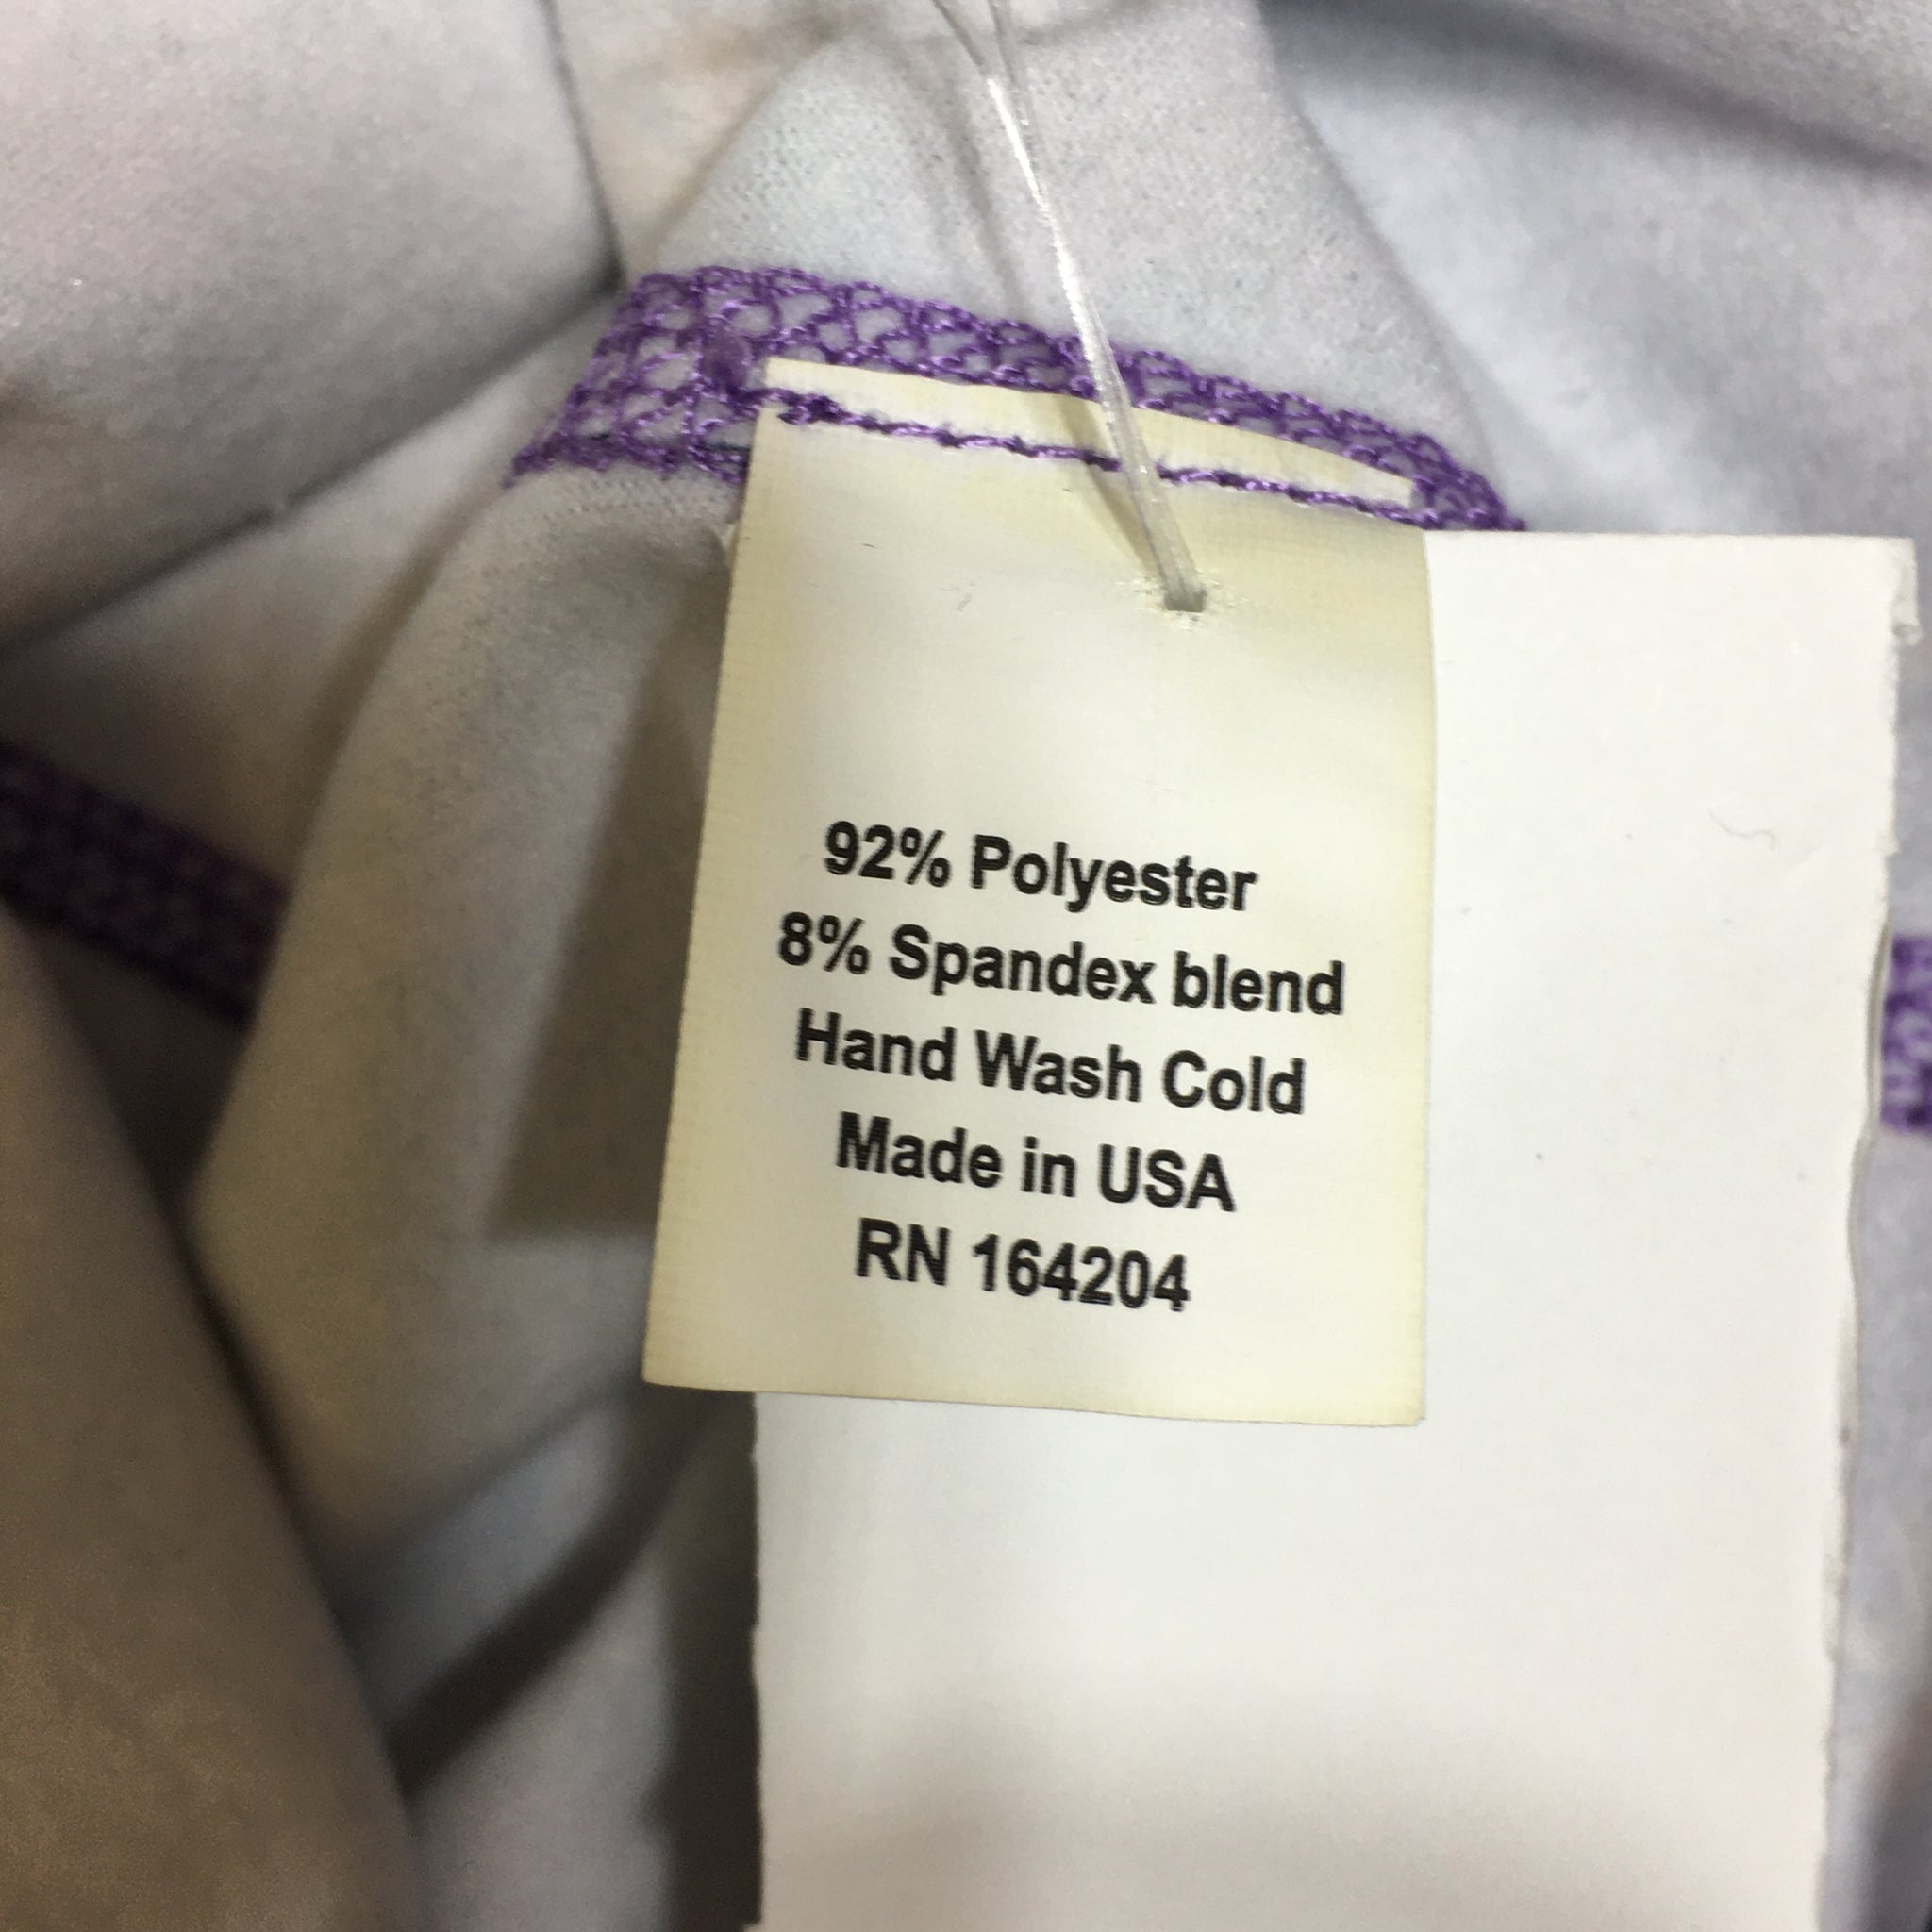 92% Polyester
8% Spandex blend
Hand Wash Cold
Made in USA
RN 164204